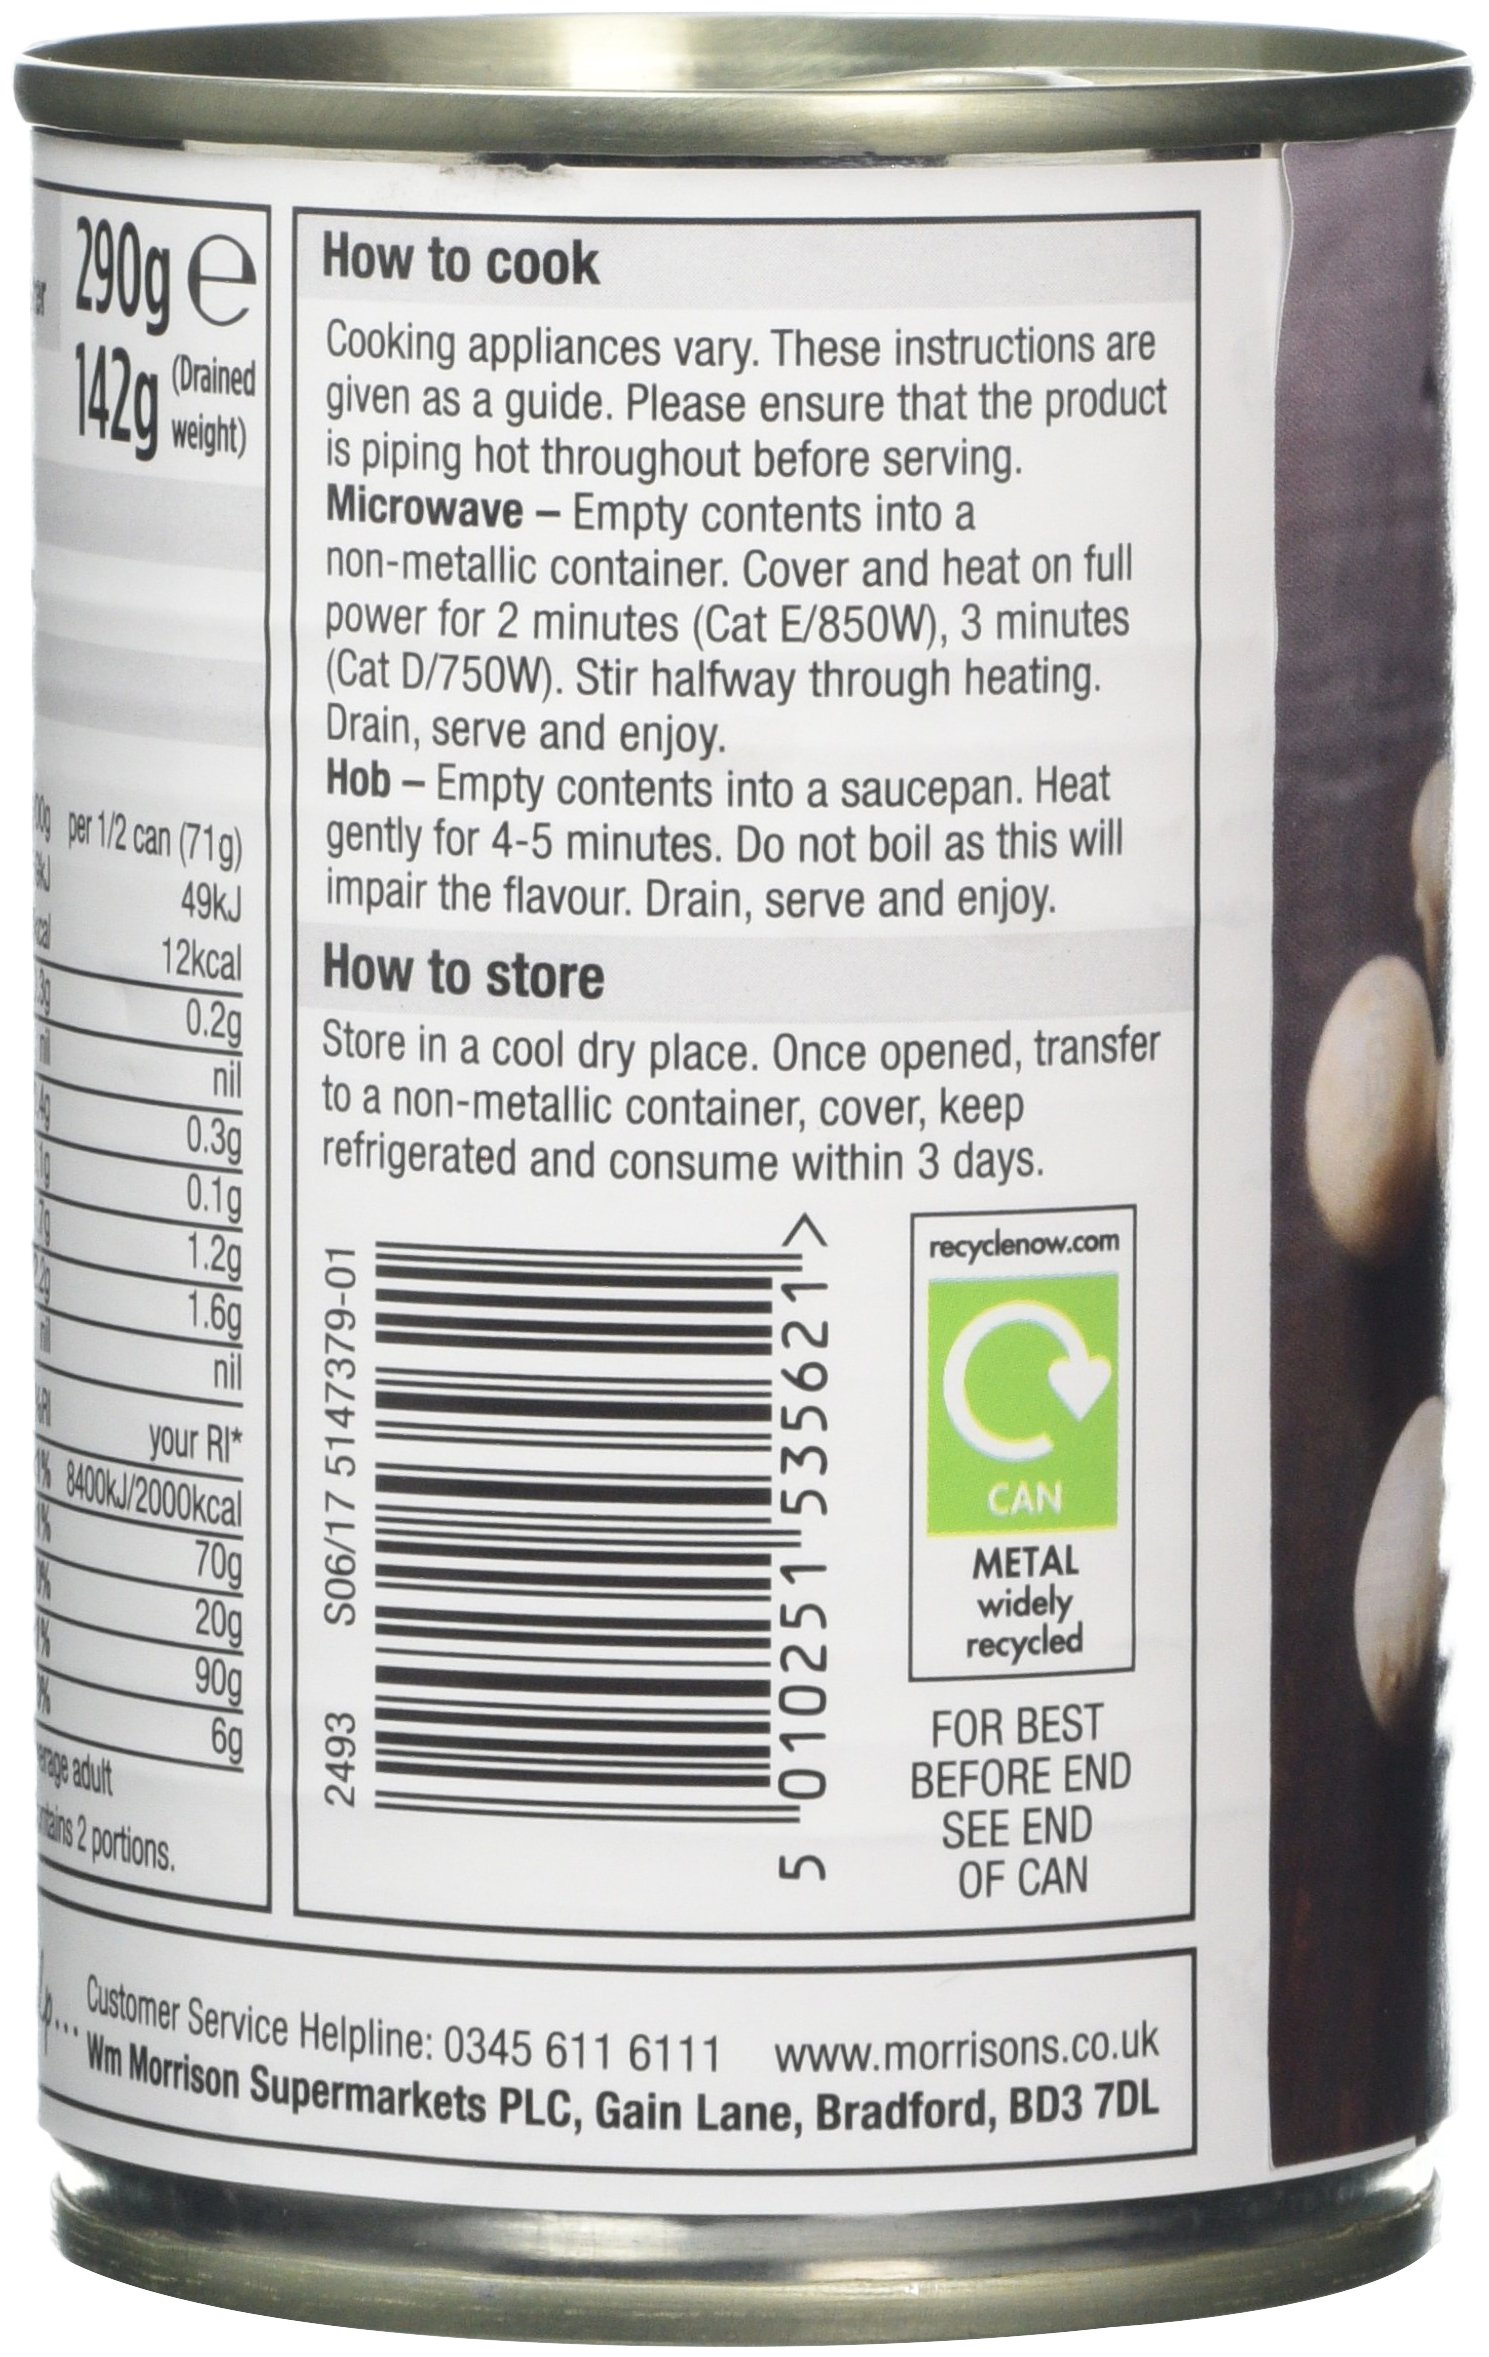 290g e
142g (Drained
weight)
per 1/2 can (71g)
49kJ
12kcal
0.2g
nil
0.3g
0.1g
1.2g
1.6g
nil
your RI*
8400kJ/2000kcal
70g
20g
90g
6g
adult
2 portions.
How to cook
Cooking appliances vary. These instructions are
given as a guide. Please ensure that the product
is piping hot throughout before serving.
Microwave – Empty contents into a
non-metallic container. Cover and heat on full
power for 2 minutes (Cat E/850W), 3 minutes
(Cat D/750W). Stir halfway through heating.
Drain, serve and enjoy.
Hob – Empty contents into a saucepan. Heat
gently for 4-5 minutes. Do not boil as this will
impair the flavour. Drain, serve and enjoy.
How to store
Store in a cool dry place. Once opened, transfer
to a non-metallic container, cover, keep
refrigerated and consume within 3 days.
2493 S06/17 5147379-01
5 010251 535621 >
recyclenow.com
CAN
METAL
widely
recycled
FOR BEST
BEFORE END
SEE END
OF CAN
Customer Service Helpline: 0345 611 6111 www.morrisons.co.uk
Wm Morrison Supermarkets PLC, Gain Lane, Bradford, BD3 7DL